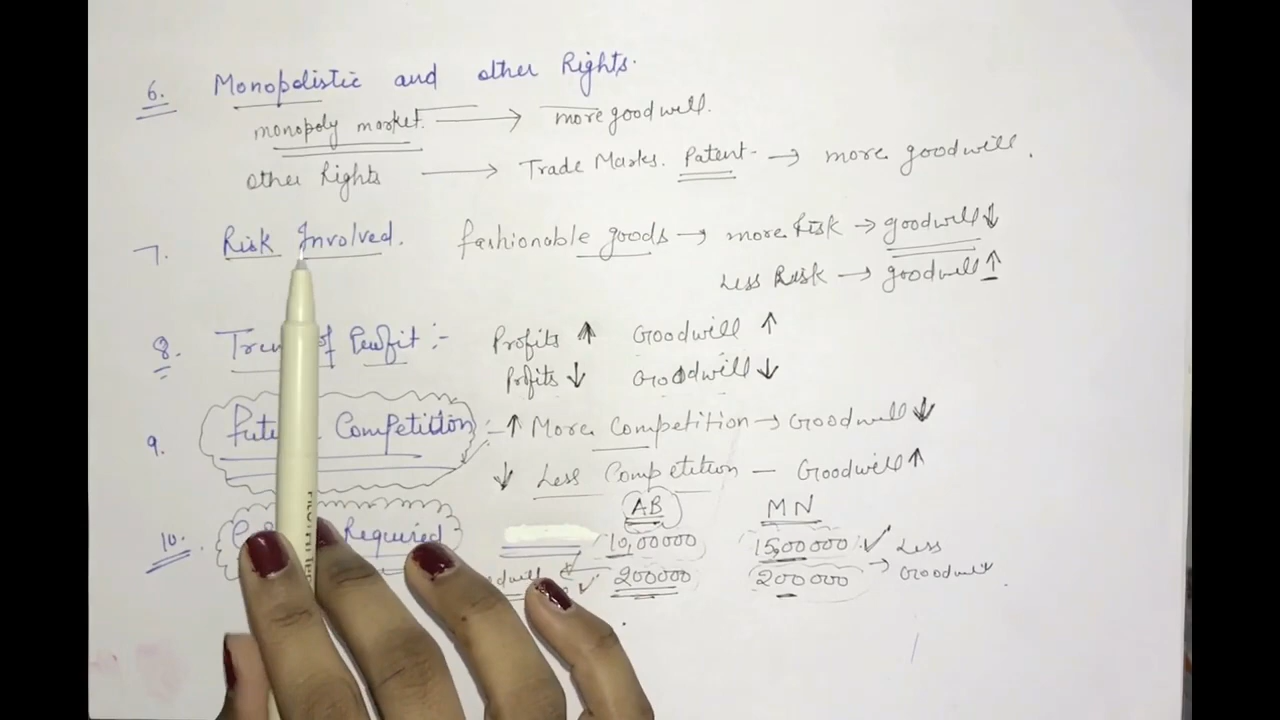 6. Monopolistic and other Rights.
monopoly market. → more goodwill.
other Rights → Trade Marks. Patent → more goodwill.
7. Risk Involved. fashionable goods → more Risk → goodwill ↓
Less Risk → goodwill ↑
8. of Profit :- Profits ↑ Goodwill ↑
Profits ↓ Goodwill ↓
9. Competition :- ↑ More Competition → Goodwill ↓
↓ Less Competition — Goodwill ↑
AB MN
10. Required 10,00000 15,00000 ✓ Less
200000 200000 → Goodwill